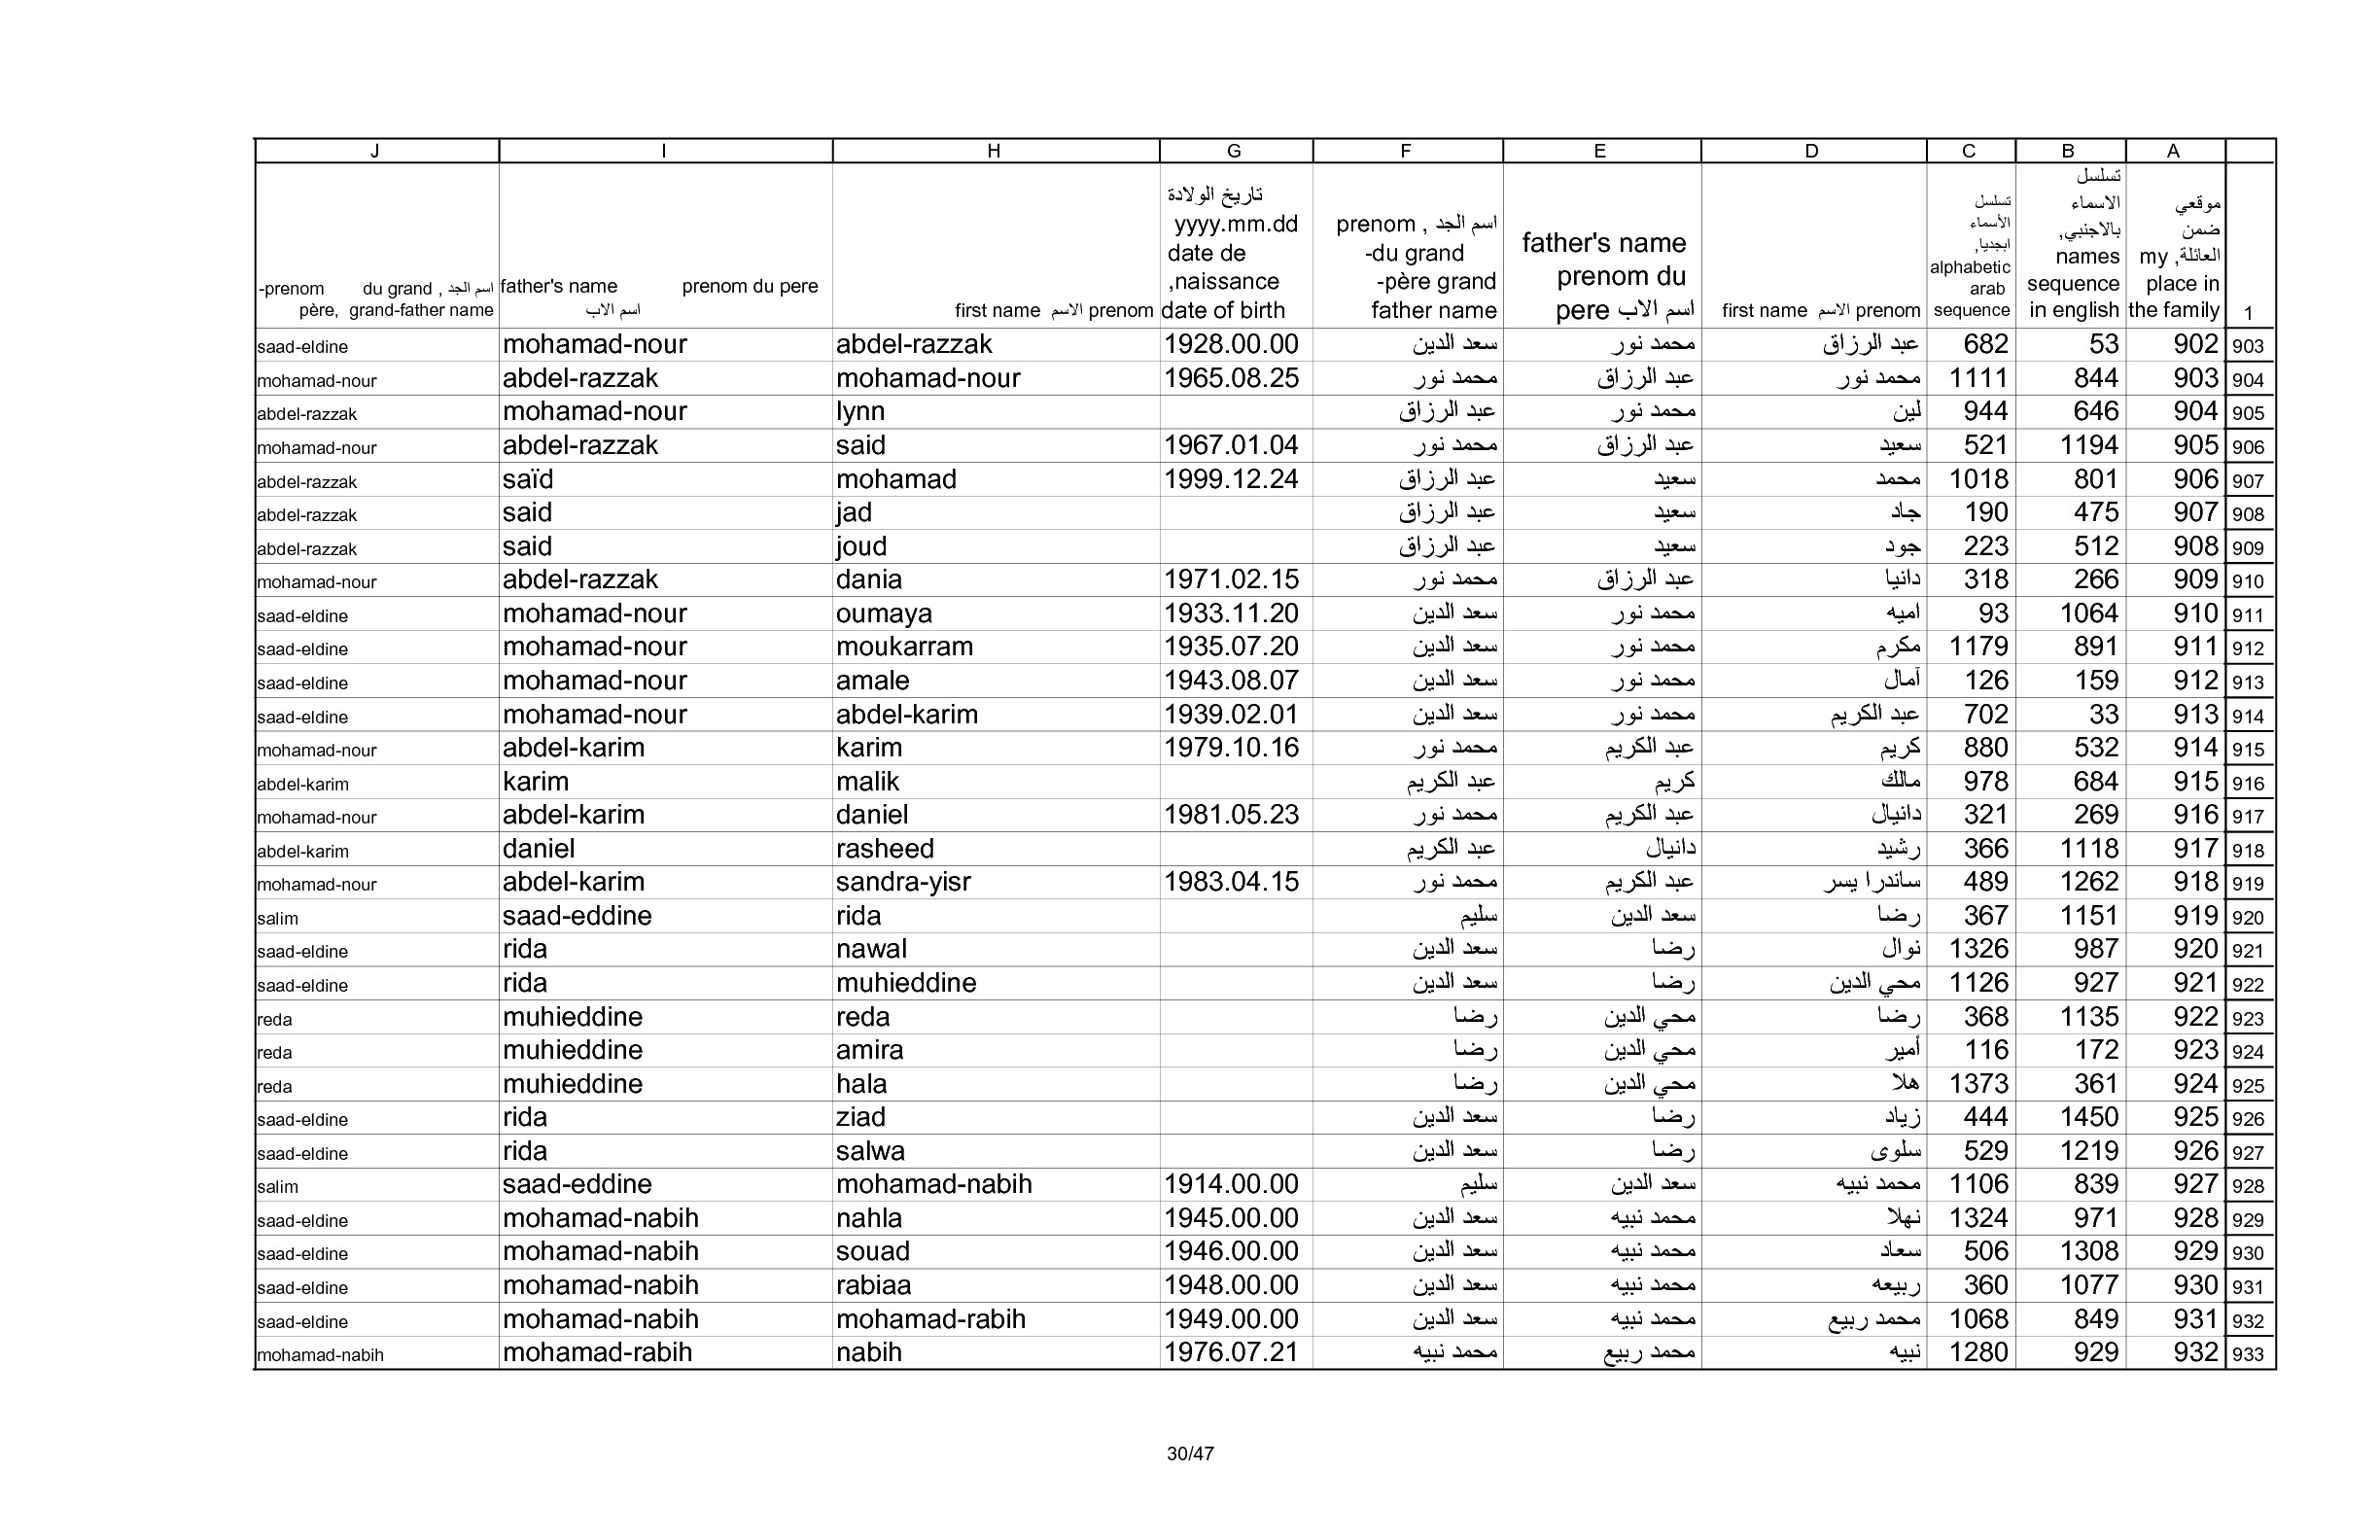 J I H G F E D C B A
-prenom du grand , اسم الجد père, grand-father name
father's name prenom du pere اسم الاب
first name الاسم prenom
تاريخ الولادة yyyy.mm.dd date de ,naissance date of birth
prenom , اسم الجد -du grand -père grand father name
father's name prenom du pere اسم الاب
first name الاسم prenom
تسلسل الأسماء ابجديا, alphabetic arab sequence
تسلسل الاسماء بالاجنبي, names sequence in english
موقعي ضمن العائلة, my place in the family
1
saad-eldine mohamad-nour abdel-razzak 1928.00.00 سعد الدين محمد نور عبد الرزاق 682 53 902 903
mohamad-nour abdel-razzak mohamad-nour 1965.08.25 محمد نور عبد الرزاق محمد نور 1111 844 903 904
abdel-razzak mohamad-nour lynn عبد الرزاق محمد نور لين 944 646 904 905
mohamad-nour abdel-razzak said 1967.01.04 محمد نور عبد الرزاق سعيد 521 1194 905 906
abdel-razzak saïd mohamad 1999.12.24 عبد الرزاق سعيد محمد 1018 801 906 907
abdel-razzak said jad عبد الرزاق سعيد جاد 190 475 907 908
abdel-razzak said joud عبد الرزاق سعيد جود 223 512 908 909
mohamad-nour abdel-razzak dania 1971.02.15 محمد نور عبد الرزاق دانيا 318 266 909 910
saad-eldine mohamad-nour oumaya 1933.11.20 سعد الدين محمد نور اميه 93 1064 910 911
saad-eldine mohamad-nour moukarram 1935.07.20 سعد الدين محمد نور مكرم 1179 891 911 912
saad-eldine mohamad-nour amale 1943.08.07 سعد الدين محمد نور آمال 126 159 912 913
saad-eldine mohamad-nour abdel-karim 1939.02.01 سعد الدين محمد نور عبد الكريم 702 33 913 914
mohamad-nour abdel-karim karim 1979.10.16 محمد نور عبد الكريم كريم 880 532 914 915
abdel-karim karim malik عبد الكريم كريم مالك 978 684 915 916
mohamad-nour abdel-karim daniel 1981.05.23 محمد نور عبد الكريم دانيال 321 269 916 917
abdel-karim daniel rasheed عبد الكريم دانيال رشيد 366 1118 917 918
mohamad-nour abdel-karim sandra-yisr 1983.04.15 محمد نور عبد الكريم ساندرا يسر 489 1262 918 919
salim saad-eddine rida سليم سعد الدين رضا 367 1151 919 920
saad-eldine rida nawal سعد الدين رضا نوال 1326 987 920 921
saad-eldine rida muhieddine سعد الدين رضا محي الدين 1126 927 921 922
reda muhieddine reda رضا محي الدين رضا 368 1135 922 923
reda muhieddine amira رضا محي الدين أمير 116 172 923 924
reda muhieddine hala رضا محي الدين هلا 1373 361 924 925
saad-eldine rida ziad سعد الدين رضا زياد 444 1450 925 926
saad-eldine rida salwa سعد الدين رضا سلوى 529 1219 926 927
salim saad-eddine mohamad-nabih 1914.00.00 سليم سعد الدين محمد نبيه 1106 839 927 928
saad-eldine mohamad-nabih nahla 1945.00.00 سعد الدين محمد نبيه نهلا 1324 971 928 929
saad-eldine mohamad-nabih souad 1946.00.00 سعد الدين محمد نبيه سعاد 506 1308 929 930
saad-eldine mohamad-nabih rabiaa 1948.00.00 سعد الدين محمد نبيه ربيعه 360 1077 930 931
saad-eldine mohamad-nabih mohamad-rabih 1949.00.00 سعد الدين محمد نبيه محمد ربيع 1068 849 931 932
mohamad-nabih mohamad-rabih nabih 1976.07.21 محمد نبيه محمد ربيع نبيه 1280 929 932 933
30/47